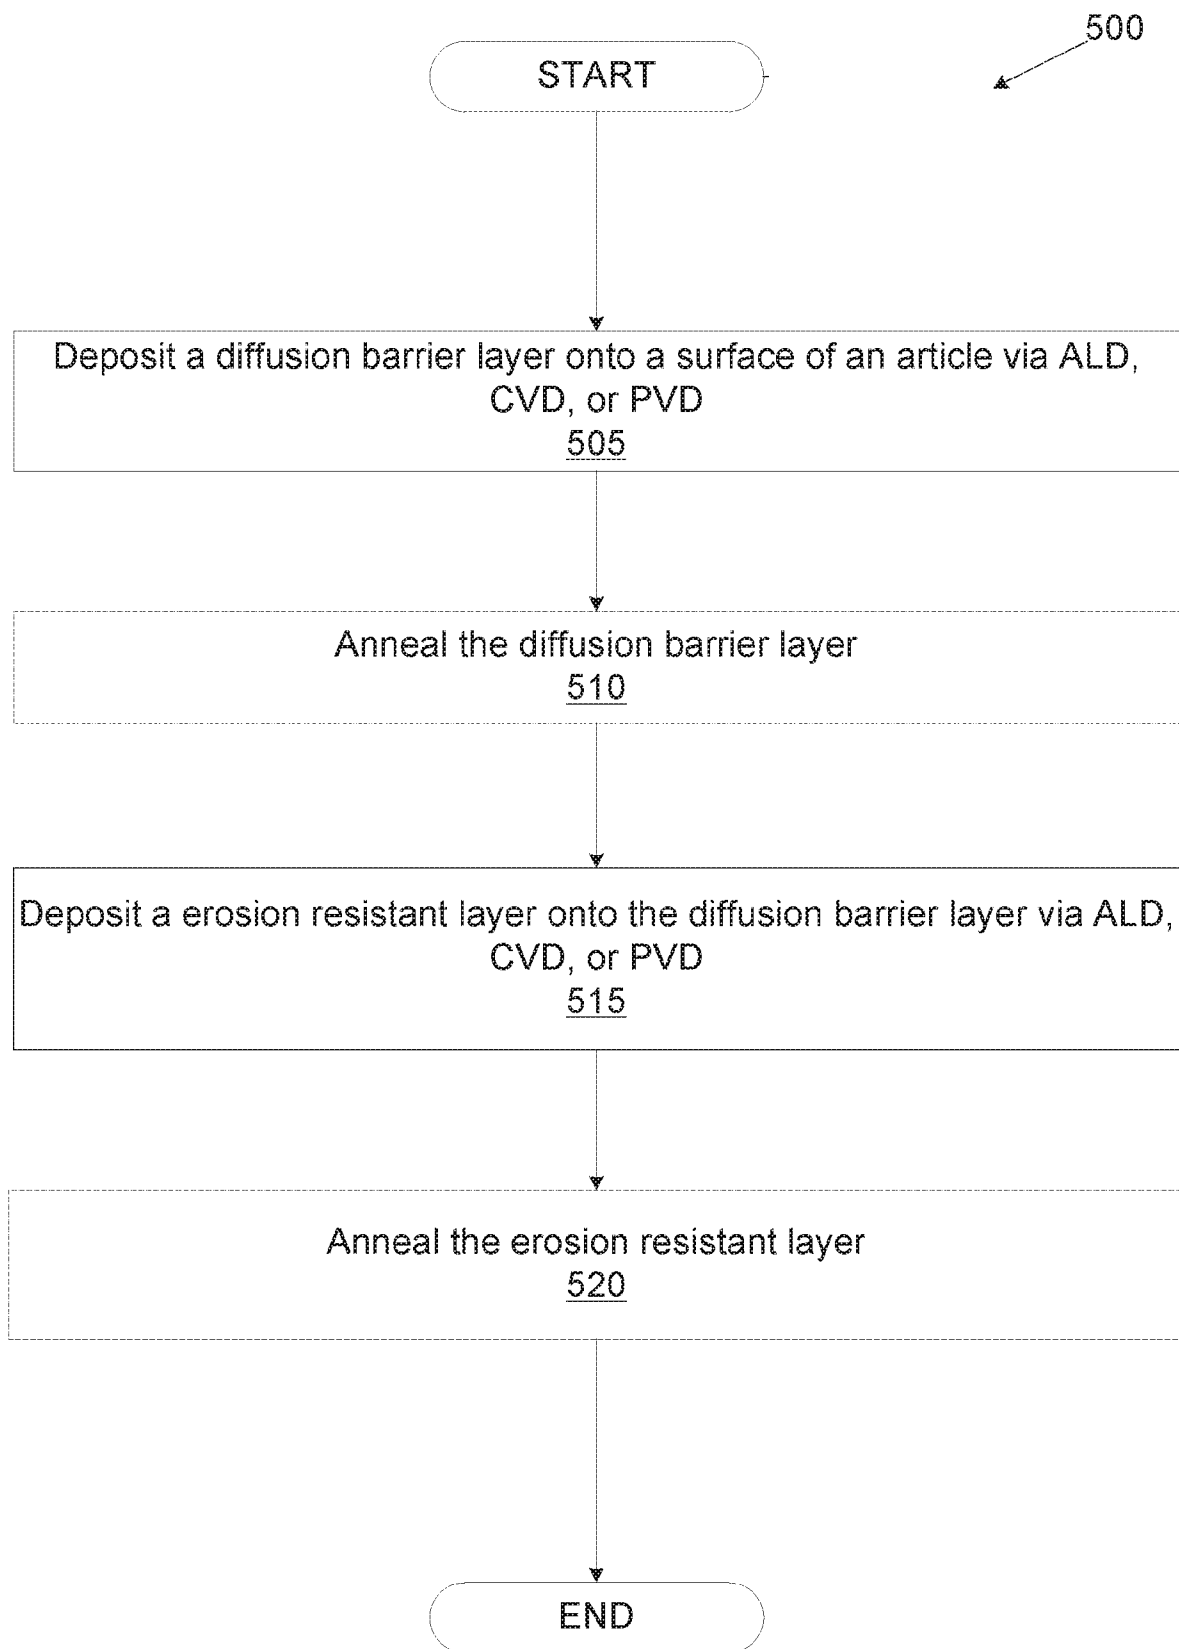 500
START
Deposit a diffusion barrier layer onto a surface of an article via ALD,
CVD, or PVD
505
Anneal the diffusion barrier layer
510
Deposit a erosion resistant layer onto the diffusion barrier layer via ALD,
CVD, or PVD
515
Anneal the erosion resistant layer
520
END